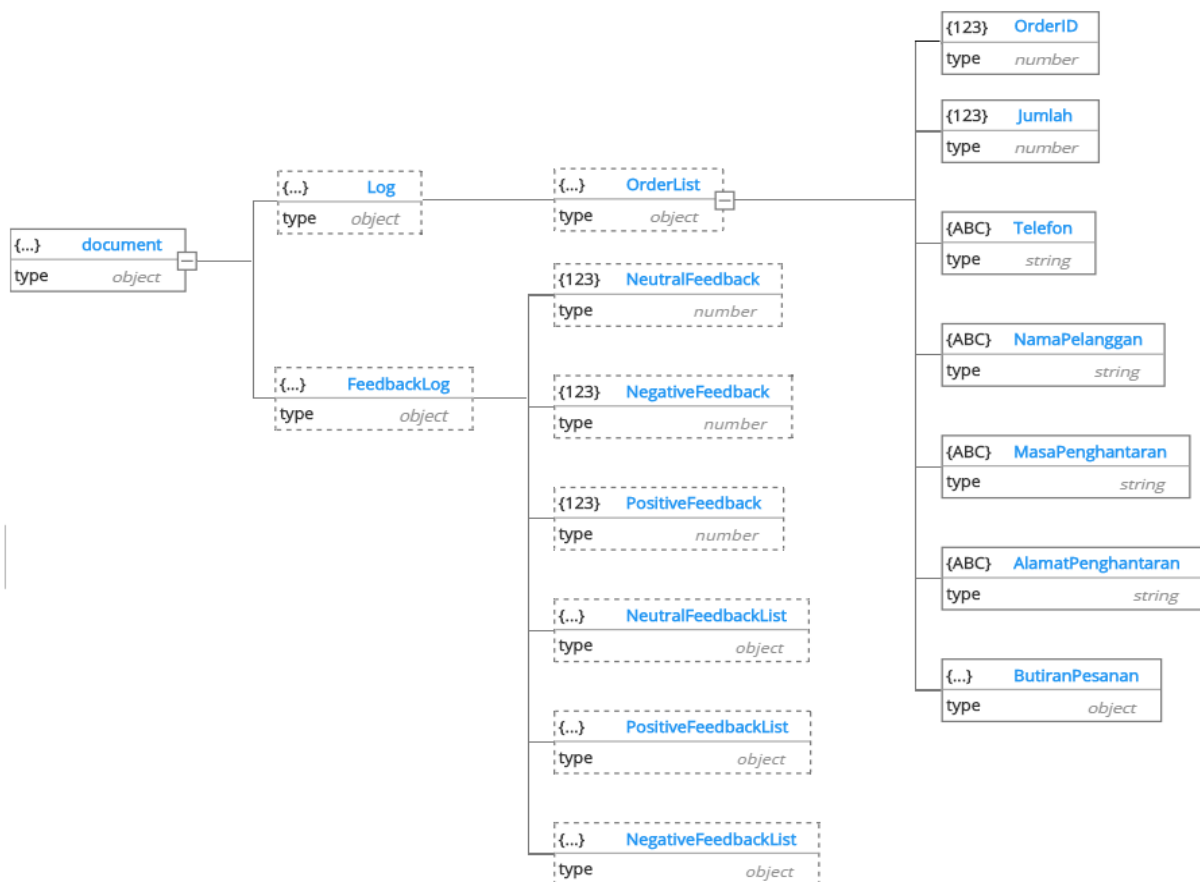 {...} document
type object
{...} Log
type object
{...} FeedbackLog
type object
{...} OrderList
type object
{123} NeutralFeedback
type number
{123} NegativeFeedback
type number
{123} PositiveFeedback
type number
{...} NeutralFeedbackList
type object
{...} PositiveFeedbackList
type object
{...} NegativeFeedbackList
type object
{123} OrderID
type number
{123} Jumlah
type number
{ABC} Telefon
type string
{ABC} NamaPelanggan
type string
{ABC} MasaPenghantaran
type string
{ABC} AlamatPenghantaran
type string
{...} ButiranPesanan
type object